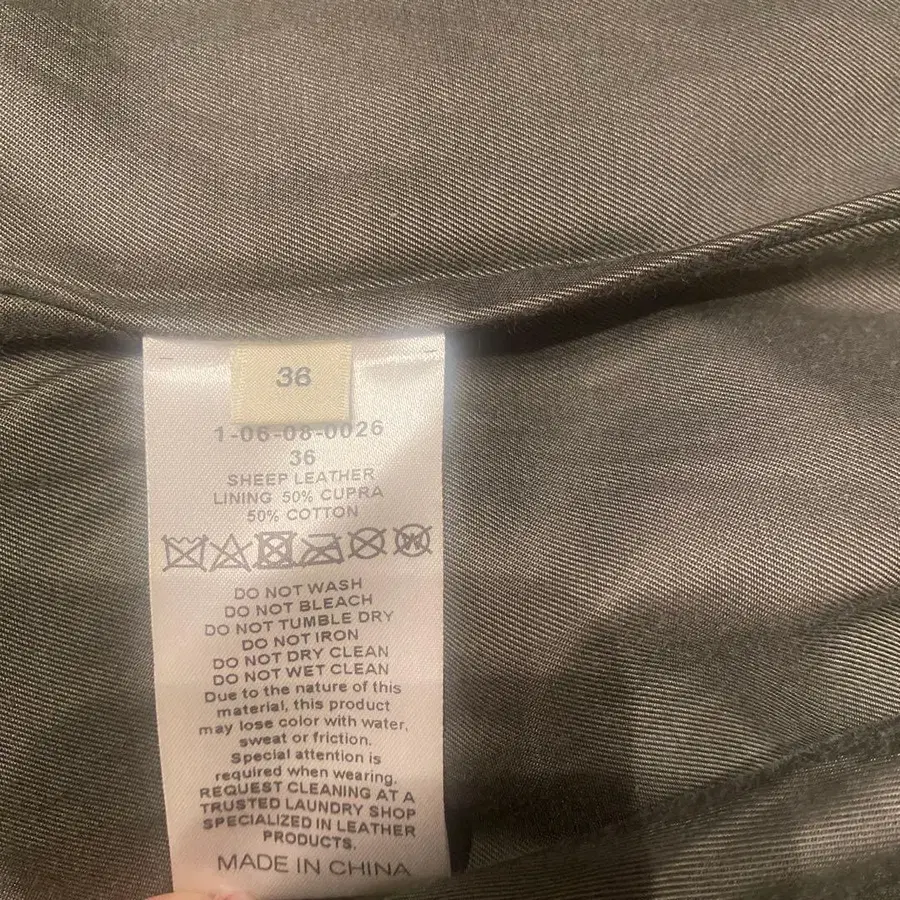 36
1-06-08-0026
36
SHEEP LEATHER
LINING 50% CUPRA
50% COTTON
W
DO NOT WASH
DO NOT BLEACH
DO NOT TUMBLE DRY
DO NOT IRON
DO NOT DRY CLEAN
DO NOT WET CLEAN
Due to the nature of this
material, this product
may lose color with water,
sweat or friction.
Special attention is
required when wearing.
REQUEST CLEANING AT A
TRUSTED LAUNDRY SHOP
SPECIALIZED IN LEATHER
PRODUCTS.
MADE IN CHINA